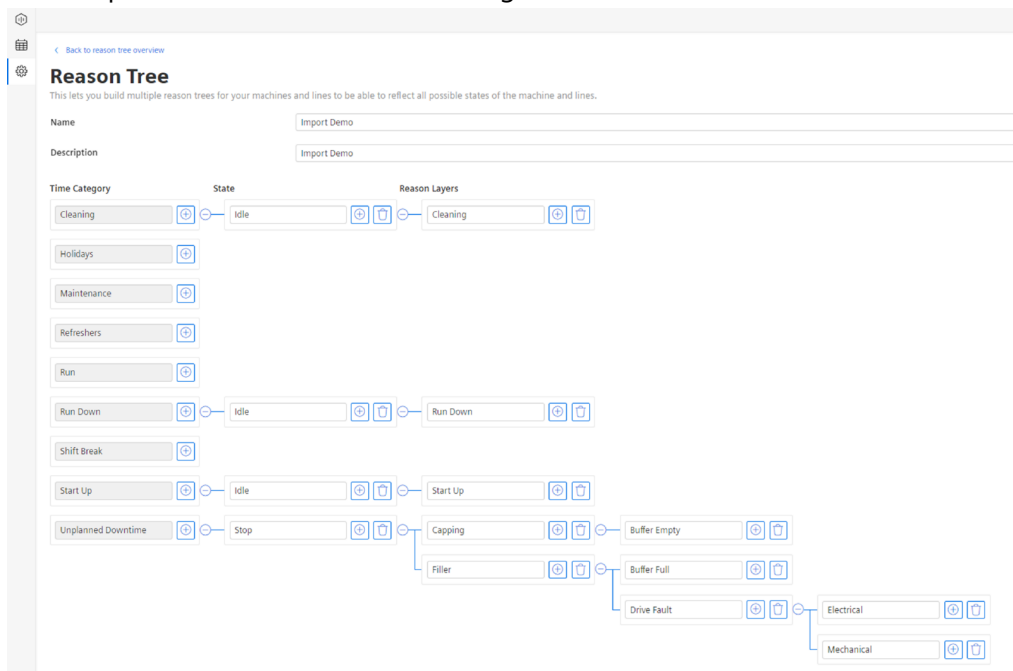 Back to reason tree overview
Reason Tree
This lets you build multiple reason trees for your machines and lines to be able to reflect all possible states of the machine and lines.
Name Import Demo
Description Import Demo
Time Category State Reason Layers
Cleaning Idle Cleaning
Holidays
Maintenance
Refreshers
Run
Run Down Idle Run Down
Shift Break
Start Up Idle Start Up
Unplanned Downtime Stop Capping Buffer Empty
Filler Buffer Full
Drive Fault Electrical
Mechanical